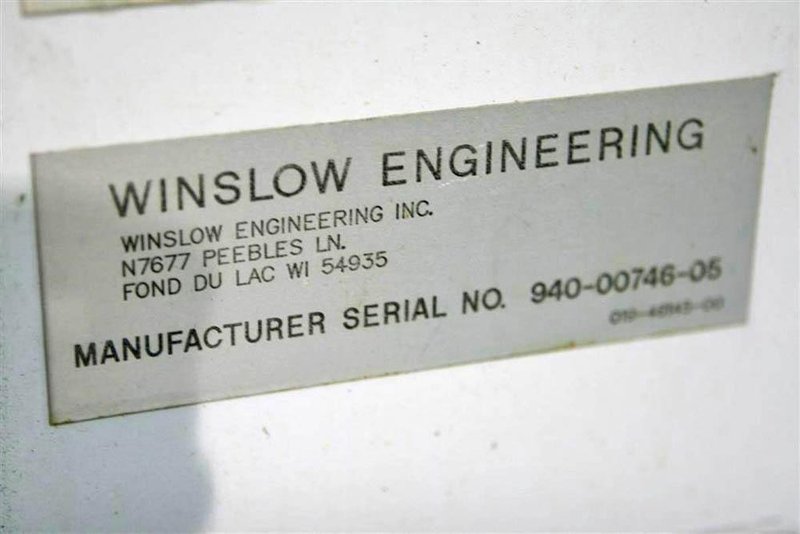 WINSLOW ENGINEERING
WINSLOW ENGINEERING INC.
N7677 PEEBLES LN.
FOND DU LAC WI 54935
MANUFACTURER SERIAL NO. 940-00746-05